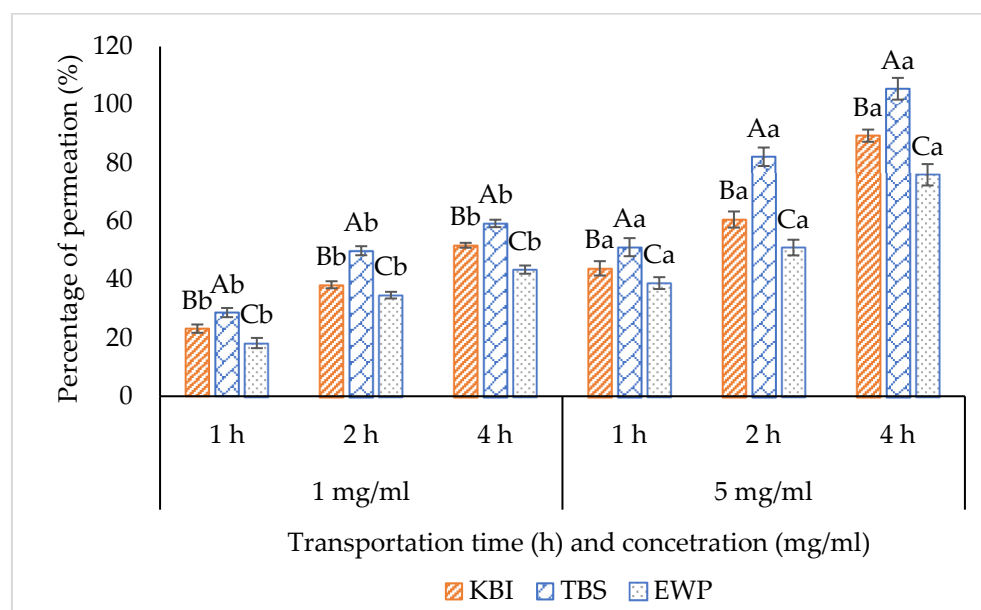 Percentage of permeation (%)
120
100
80
60
40
20
0
Bb Ab Cb
Bb Ab Cb
Bb Ab Cb
Ba Aa Ca
Ba Aa Ca
Ba Aa Ca
1 h 2 h 4 h 1 h 2 h 4 h
1 mg/ml 5 mg/ml
Transportation time (h) and concetration (mg/ml)
KBI TBS EWP